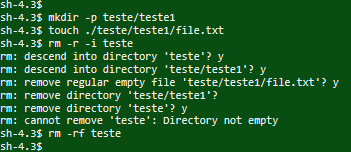 sh-4.3$
sh-4.3$ mkdir -p teste/teste1
sh-4.3$ touch ./teste/teste1/file.txt
sh-4.3$ rm -r -i teste
rm: descend into directory 'teste'? y
rm: descend into directory 'teste/teste1'? y
rm: remove regular empty file 'teste/teste1/file.txt'? y
rm: remove directory 'teste/teste1'?
rm: remove directory 'teste'? y
rm: cannot remove 'teste': Directory not empty
sh-4.3$ rm -rf teste
sh-4.3$